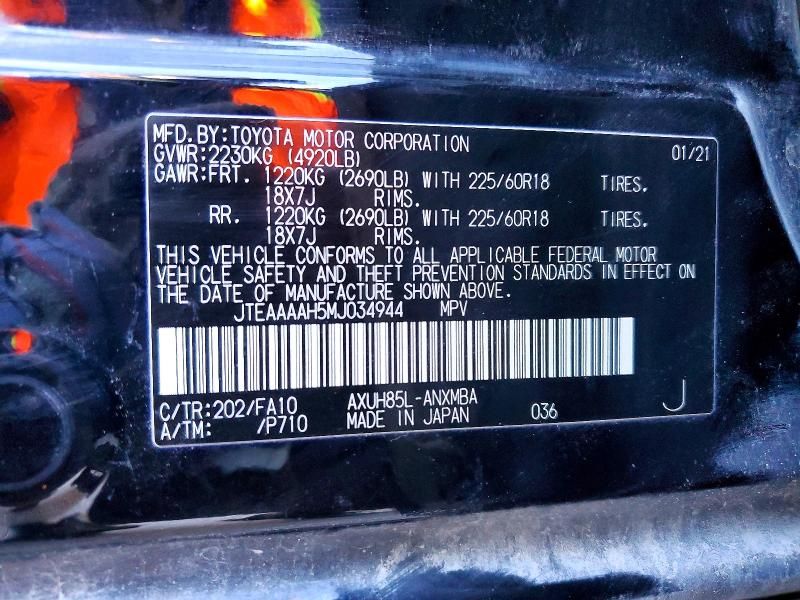 MFD.BY:TOYOTA MOTOR CORPORATION 01/21
GVWR:2230KG (4920LB)
GAWR:FRT. 1220KG (2690LB) WITH 225/60R18 TIRES.
18X7J RIMS.
RR. 1220KG (2690LB) WITH 225/60R18 TIRES.
18X7J RIMS.
THIS VEHICLE CONFORMS TO ALL APPLICABLE FEDERAL MOTOR
VEHICLE SAFETY AND THEFT PREVENTION STANDARDS IN EFFECT ON
THE DATE OF MANUFACTURE SHOWN ABOVE.
JTEAAAAH5MJ034944 MPV
C/TR:202/FA10 AXUH85L-ANXMBA
A/TM: /P710 MADE IN JAPAN 036 J